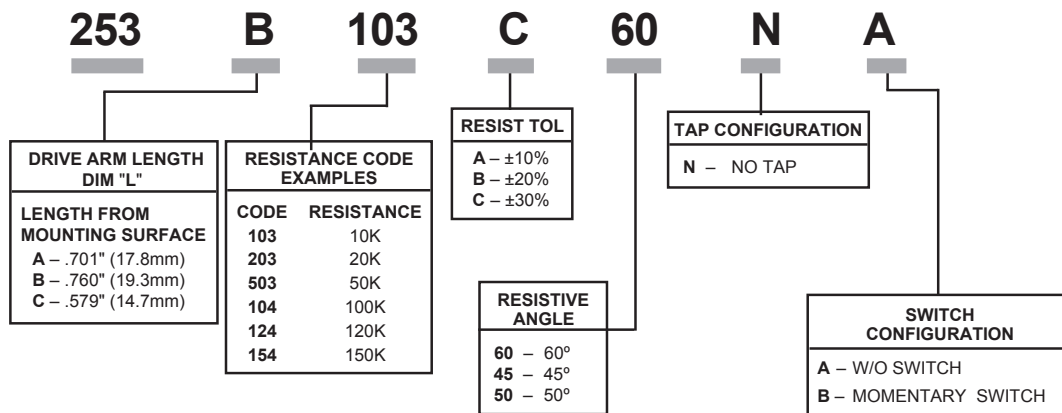 253 B 103 C 60 N A
DRIVE ARM LENGTH
DIM "L"
LENGTH FROM
MOUNTING SURFACE
A – .701" (17.8mm)
B – .760" (19.3mm)
C – .579" (14.7mm)
RESISTANCE CODE
EXAMPLES
CODE RESISTANCE
103 10K
203 20K
503 50K
104 100K
124 120K
154 150K
RESIST TOL
A – ±10%
B – ±20%
C – ±30%
RESISTIVE
ANGLE
60 – 60º
45 – 45º
50 – 50º
TAP CONFIGURATION
N – NO TAP
SWITCH
CONFIGURATION
A – W/O SWITCH
B – MOMENTARY SWITCH